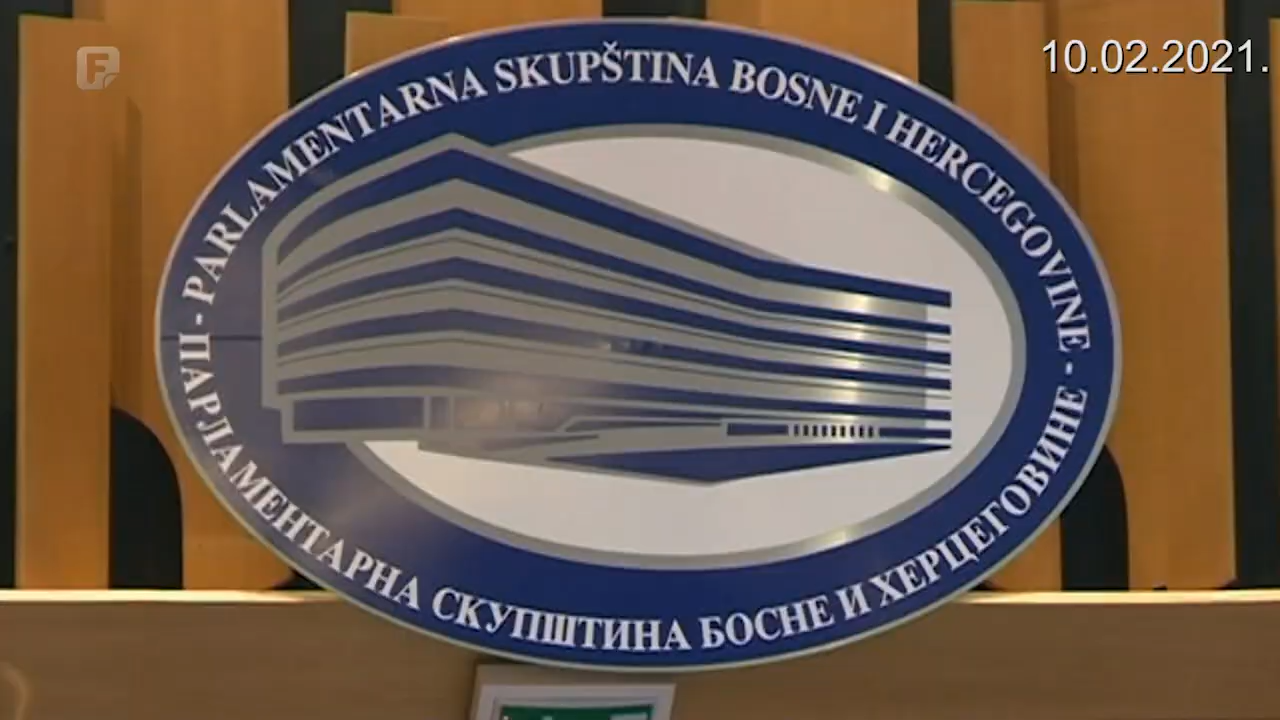 F
10.02.2021.
- PARLAMENTARNA SKUPŠTINA BOSNE I HERCEGOVINE -
ПАРЛАМЕНТАРНА СКУПШТИНА БОСНЕ И ХЕРЦЕГОВИНЕ